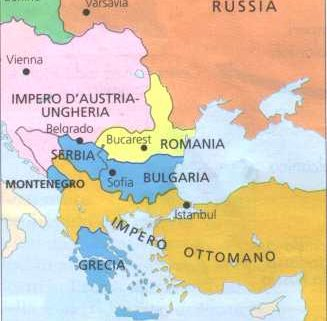 Varsavia
RUSSIA
Vienna
IMPERO D'AUSTRIA-
UNGHERIA
Belgrado
Bucarest
ROMANIA
SERBIA
MONTENEGRO
Sofia
BULGARIA
Istanbul
IMPERO OTTOMANO
GRECIA